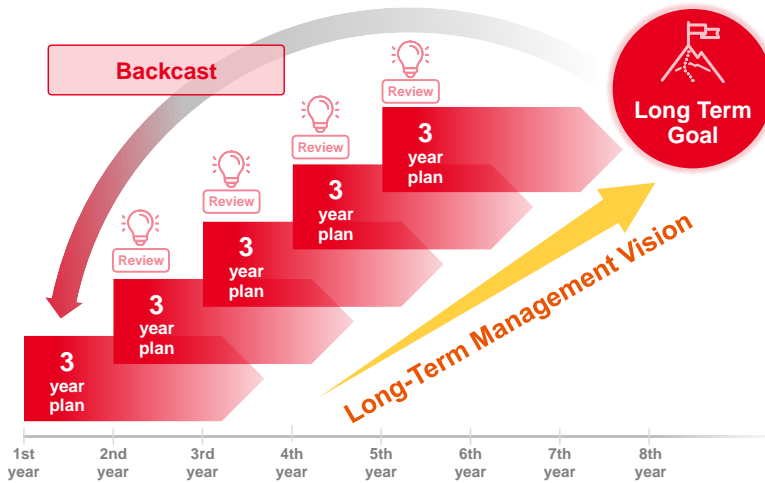 Backcast
Long Term
Goal
Review
3
year
plan
Review
3
year
plan
Review
3
year
plan
Review
3
year
plan
3
year
plan
Long-Term Management Vision
1st
year
2nd
year
3rd
year
4th
year
5th
year
6th
year
7th
year
8th
year